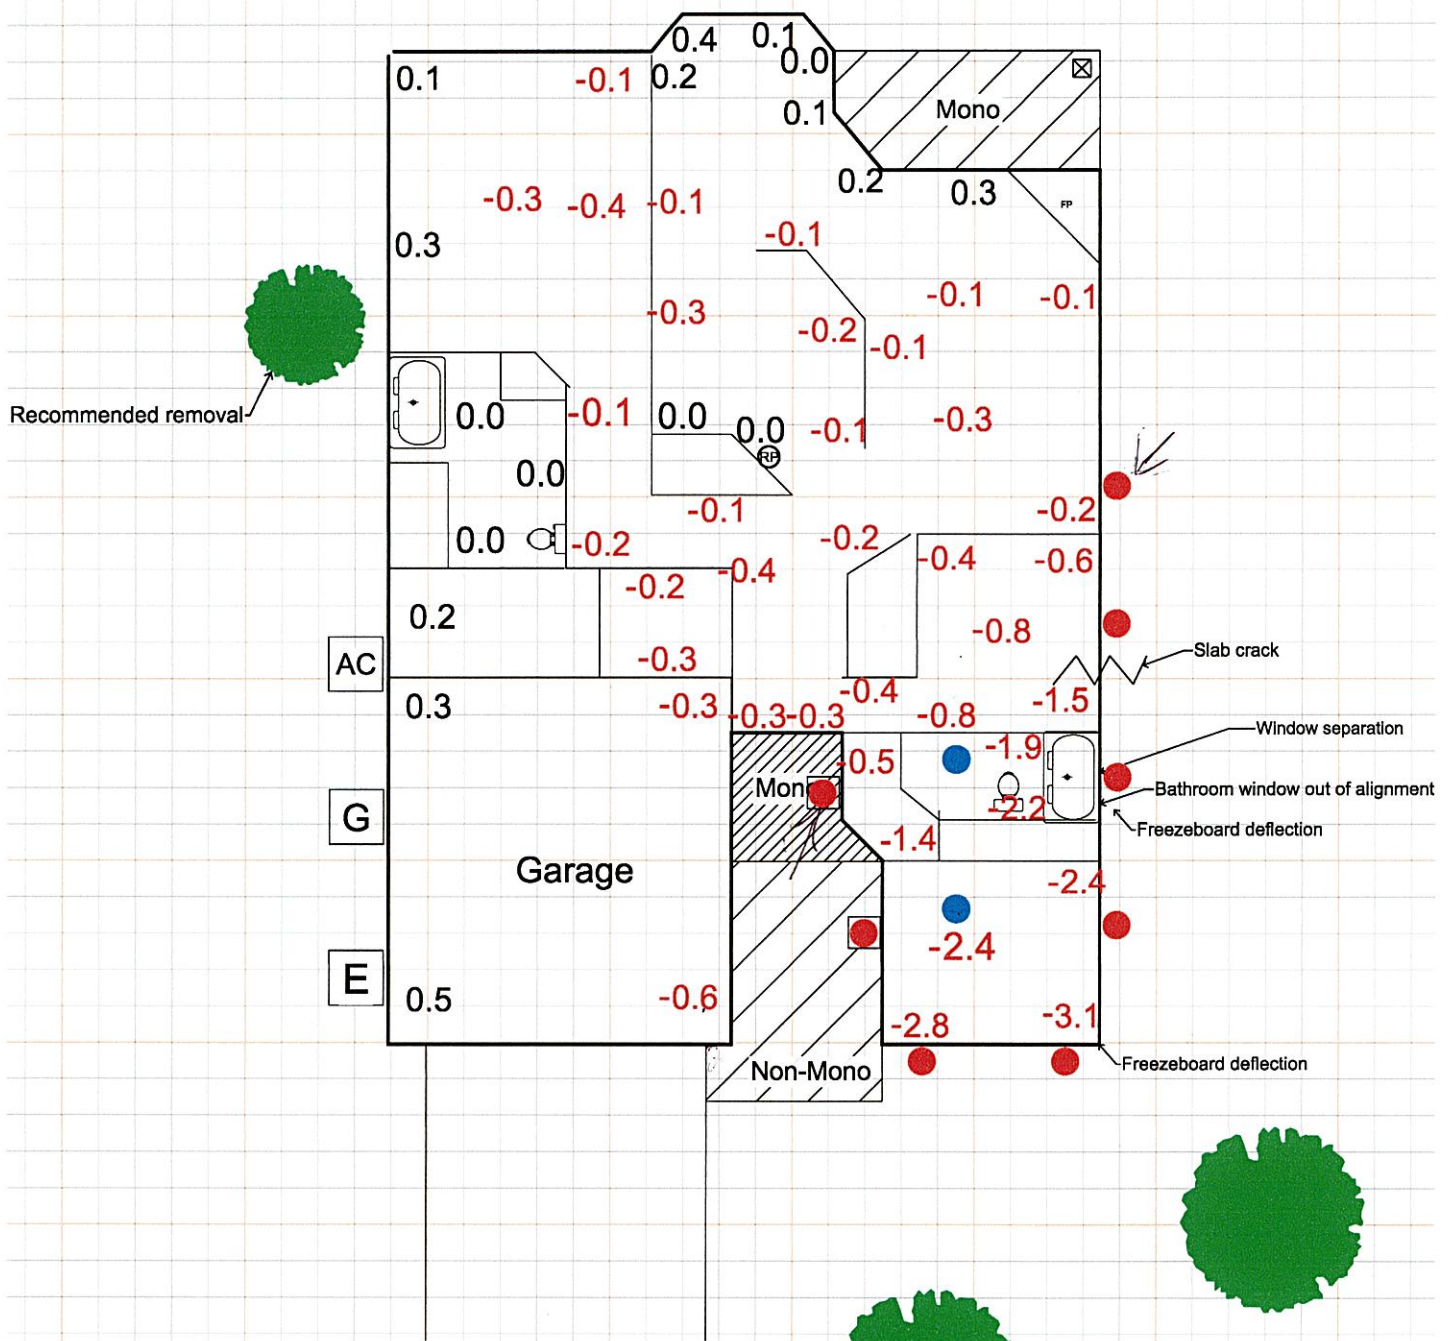 0.4 0.1
0.0
0.1 -0.1 0.2
Mono
0.1
0.2 0.3
FP
-0.3 -0.4 -0.1
-0.1
0.3
-0.1 -0.1
-0.3
-0.2
-0.1
Recommended removal
0.0 -0.1 0.0 0.0 -0.1 -0.3
RP
0.0
-0.1 -0.2
0.0 -0.2 -0.2
-0.4 -0.6
-0.4
-0.2
0.2
-0.8
Slab crack
AC
-0.3
-0.4
-1.5
0.3 -0.3 -0.3 -0.3 -0.8
Window separation
-1.9
-0.5
Mono
Bathroom window out of alignment
-2.2
G
Freezeboard deflection
-1.4
Garage
-2.4
-2.4
E
0.5 -0.6
-2.8 -3.1
Non-Mono
Freezeboard deflection